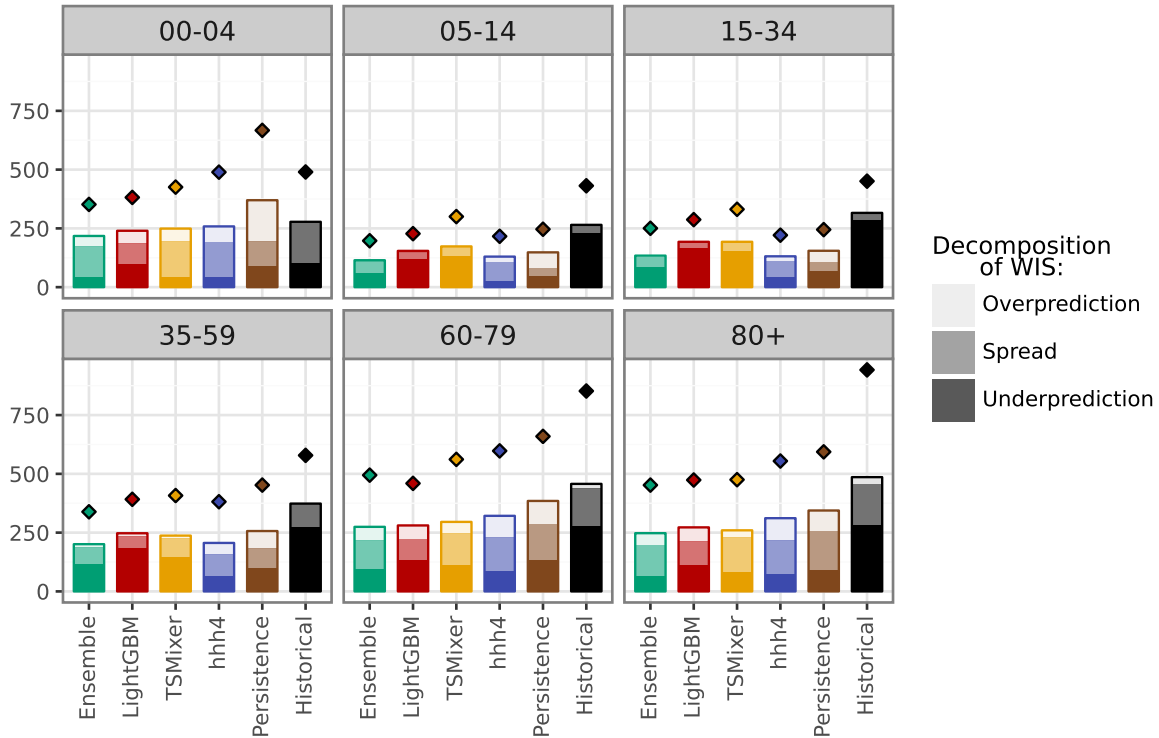 00-04 05-14 15-34
750
500
250
0
35-59 60-79 80+
750
500
250
0
Ensemble LightGBM TSMixer hhh4 Persistence Historical Ensemble LightGBM TSMixer hhh4 Persistence Historical Ensemble LightGBM TSMixer hhh4 Persistence Historical
Decomposition
of WIS:
Overprediction
Spread
Underprediction